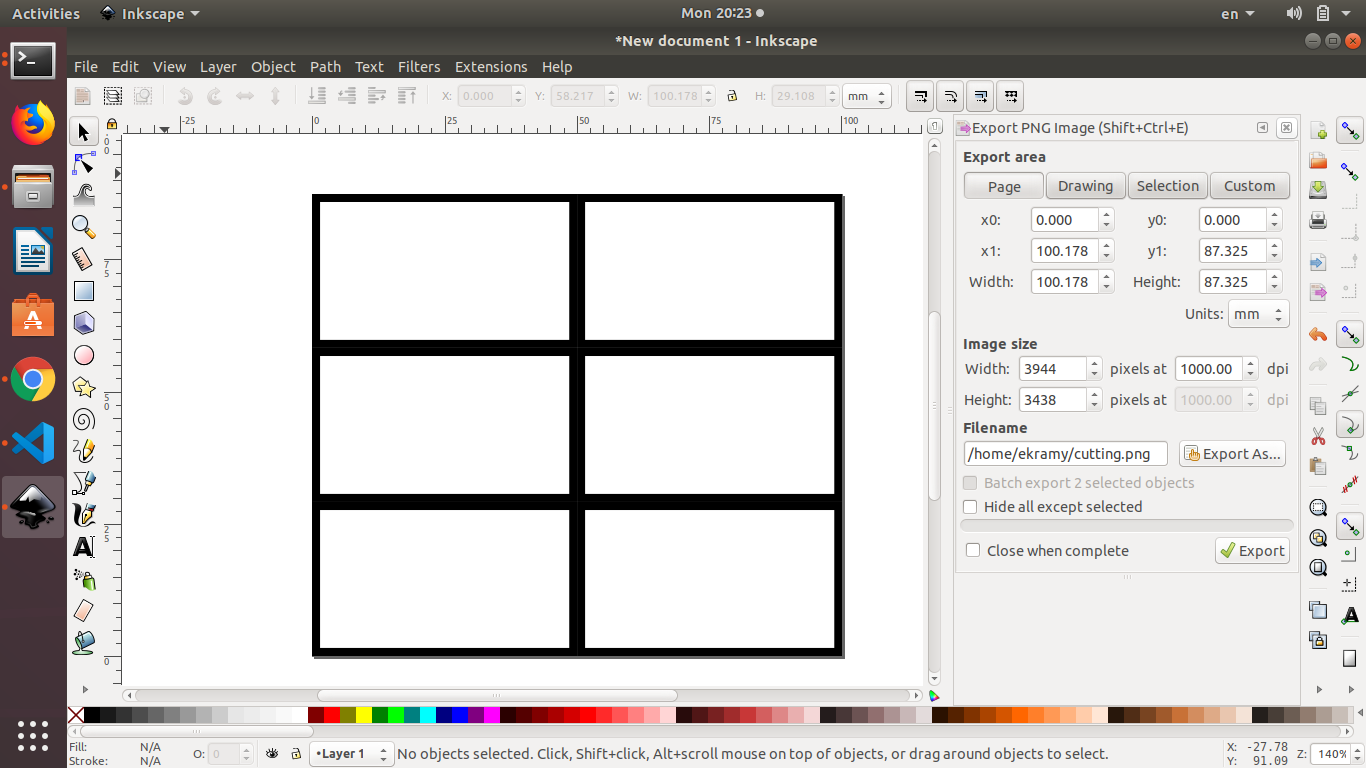 Activities Inkscape Mon 20:23 en
*New document 1 - Inkscape
File Edit View Layer Object Path Text Filters Extensions Help
X: 0.000 Y: 58.217 W: 100.178 H: 29.108 mm
-25 0 25 50 75 100
0
75
50
25
0
Export PNG Image (Shift+Ctrl+E)
Export area
Page Drawing Selection Custom
x0: 0.000 y0: 0.000
x1: 100.178 y1: 87.325
Width: 100.178 Height: 87.325
Units: mm
Image size
Width: 3944 pixels at 1000.00 dpi
Height: 3438 pixels at 1000.00 dpi
Filename
/home/ekramy/cutting.png Export As...
Batch export 2 selected objects
Hide all except selected
Close when complete Export
Fill: N/A
Stroke: N/A
O: 0
•Layer 1
No objects selected. Click, Shift+click, Alt+scroll mouse on top of objects, or drag around objects to select.
X: -27.78
Y: 91.09
Z: 140%